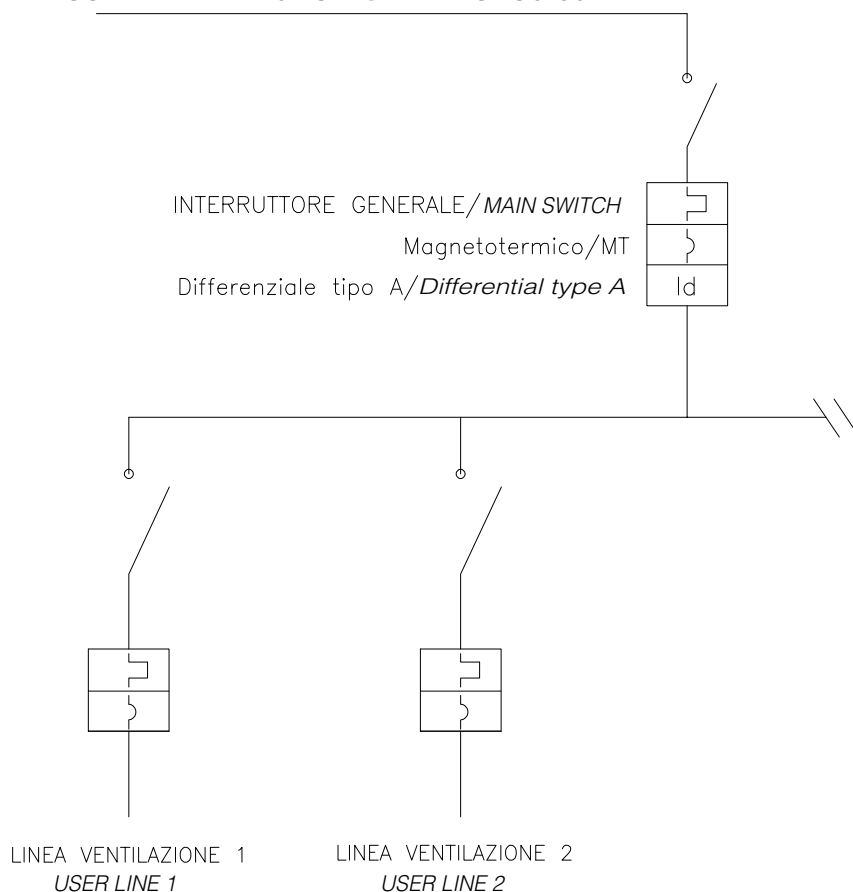 INTERRUTTORE GENERALE/MAIN SWITCH
Magnetotermico/MT
Differenziale tipo A/Differential type A
Id
LINEA VENTILAZIONE 1
USER LINE 1
LINEA VENTILAZIONE 2
USER LINE 2